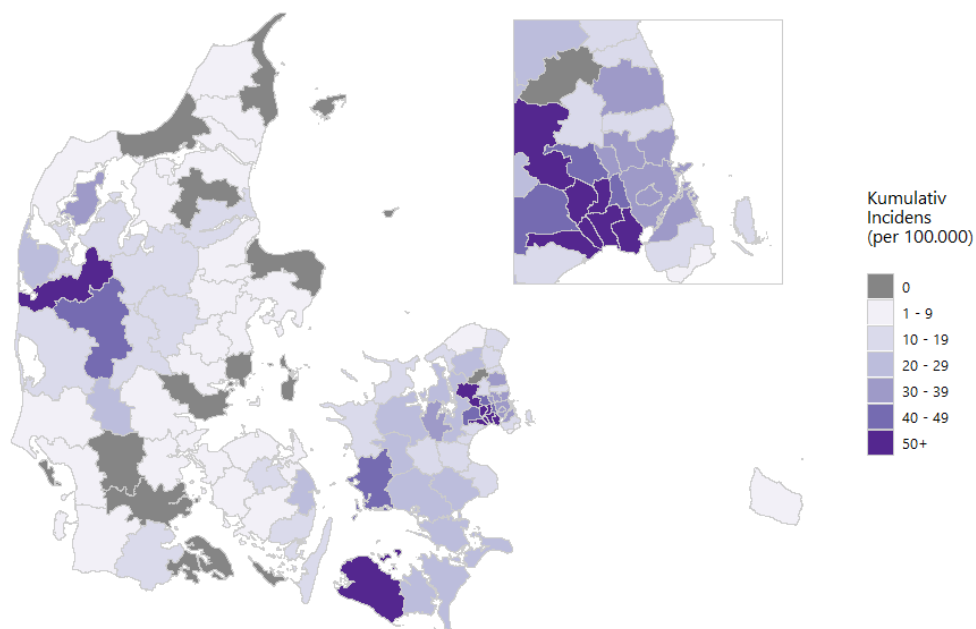 Kumulativ
Incidens
(per 100.000)
0
1 - 9
10 - 19
20 - 29
30 - 39
40 - 49
50+